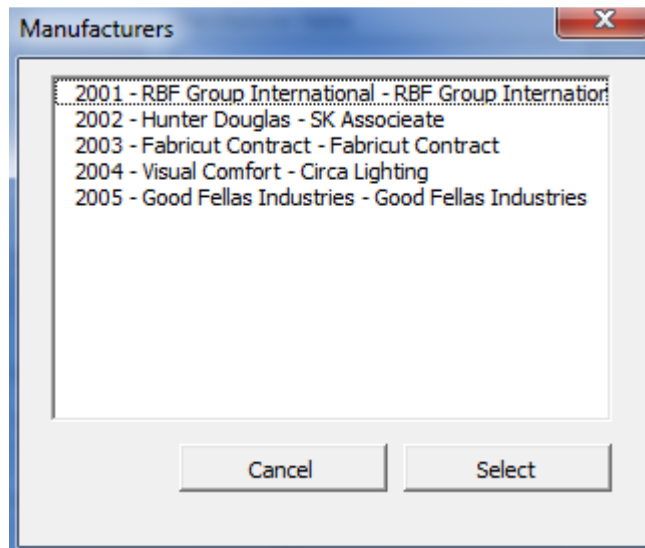 Manufacturers
2001 - RBF Group International - RBF Group Internation
2002 - Hunter Douglas - SK Associeate
2003 - Fabricut Contract - Fabricut Contract
2004 - Visual Comfort - Circa Lighting
2005 - Good Fellas Industries - Good Fellas Industries
Cancel
Select